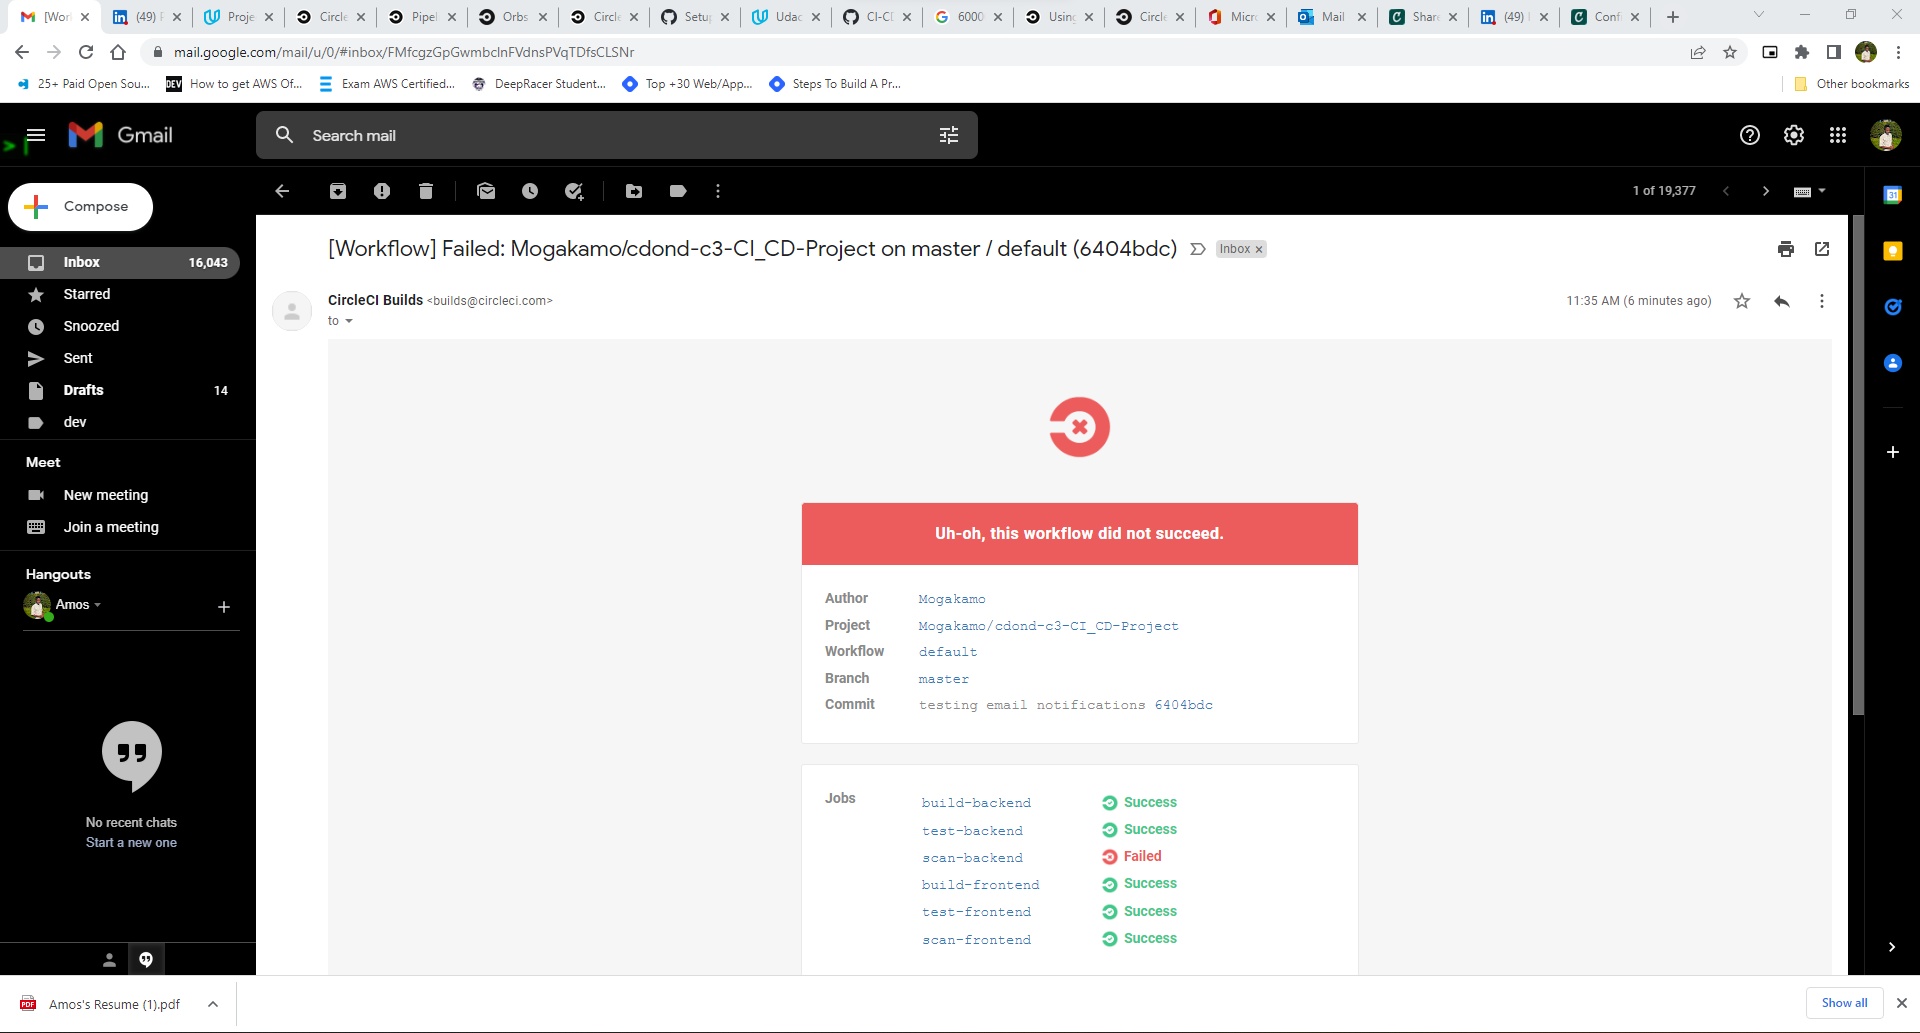 [Wor
(49) F
Proje
Circle
Pipel
Orbs
Circle
Setup
Udac
CI-CD
6000
Using
Circle
Micro
Mail
Share
(49) I
Conf
mail.google.com/mail/u/0/#inbox/FMfcgzGpGwmbcInFVdnsPVqTDfsCLSNr
25+ Paid Open Sou...
DEV How to get AWS Of...
Exam AWS Certified...
DeepRacer Student...
Top +30 Web/App...
Steps To Build A Pr...
Other bookmarks
Gmail
Search mail
Compose
1 of 19,377
Inbox 16,043
Starred
Snoozed
Sent
Drafts 14
dev
Meet
New meeting
Join a meeting
Hangouts
Amos
No recent chats
Start a new one
[Workflow] Failed: Mogakamo/cdond-c3-CI_CD-Project on master / default (6404bdc)
Inbox ×
CircleCI Builds <builds@circleci.com>
11:35 AM (6 minutes ago)
to
Uh-oh, this workflow did not succeed.
Author Mogakamo
Project Mogakamo/cdond-c3-CI_CD-Project
Workflow default
Branch master
Commit testing email notifications 6404bdc
Jobs
build-backend Success
test-backend Success
scan-backend Failed
build-frontend Success
test-frontend Success
scan-frontend Success
31
PDF
Amos's Resume (1).pdf
Show all